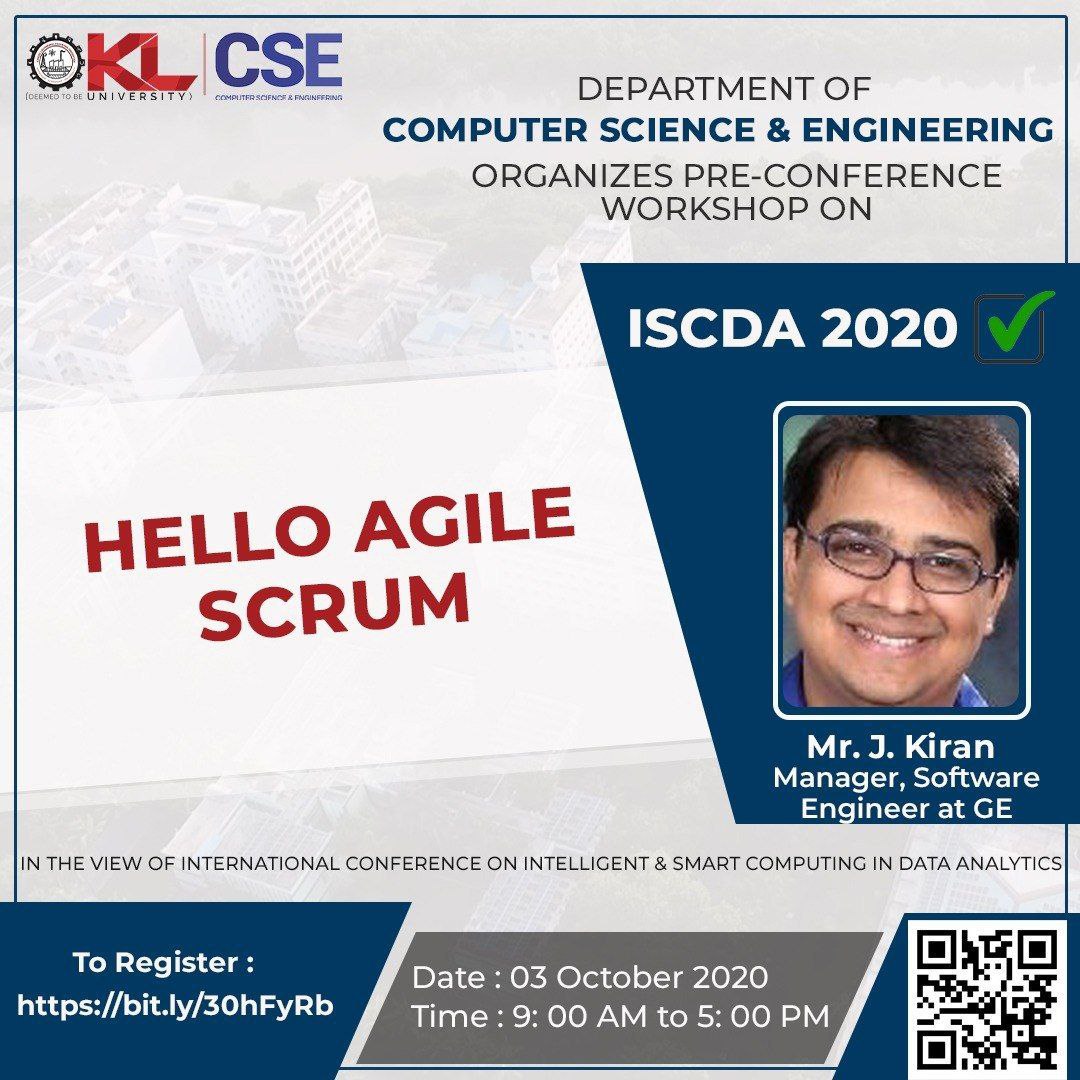 KL
(DEEMED TO BE UNIVERSITY)
CSE
COMPUTER SCIENCE & ENGINEERING
DEPARTMENT OF
COMPUTER SCIENCE & ENGINEERING
ORGANIZES PRE-CONFERENCE
WORKSHOP ON
ISCDA 2020
HELLO AGILE
SCRUM
Mr. J. Kiran
Manager, Software
Engineer at GE
IN THE VIEW OF INTERNATIONAL CONFERENCE ON INTELLIGENT & SMART COMPUTING IN DATA ANALYTICS
To Register :
https://bit.ly/30hFyRb
Date : 03 October 2020
Time : 9: 00 AM to 5: 00 PM